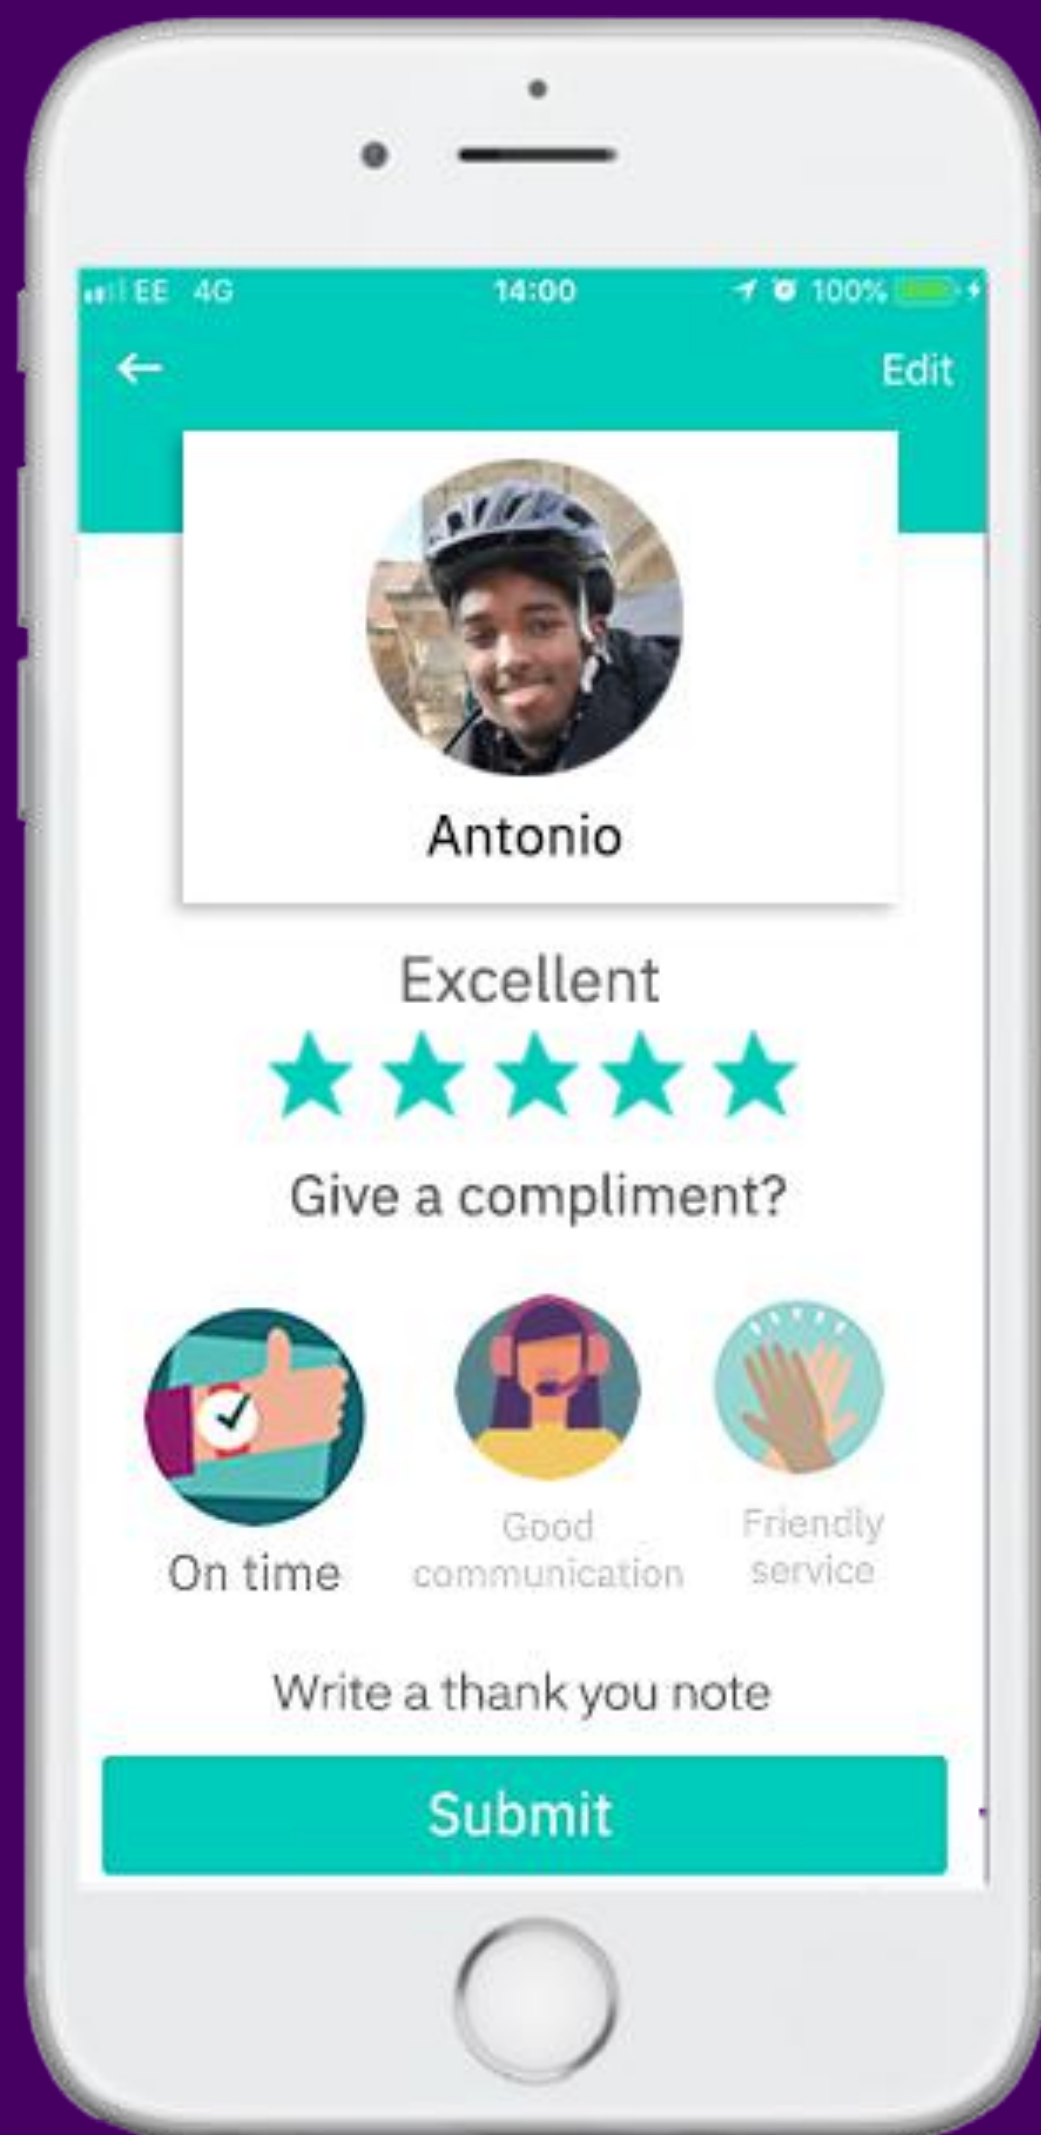 EE 4G 14:00 100%
Edit
Antonio
Excellent
Give a compliment?
On time
Good
communication
Friendly
service
Write a thank you note
Submit